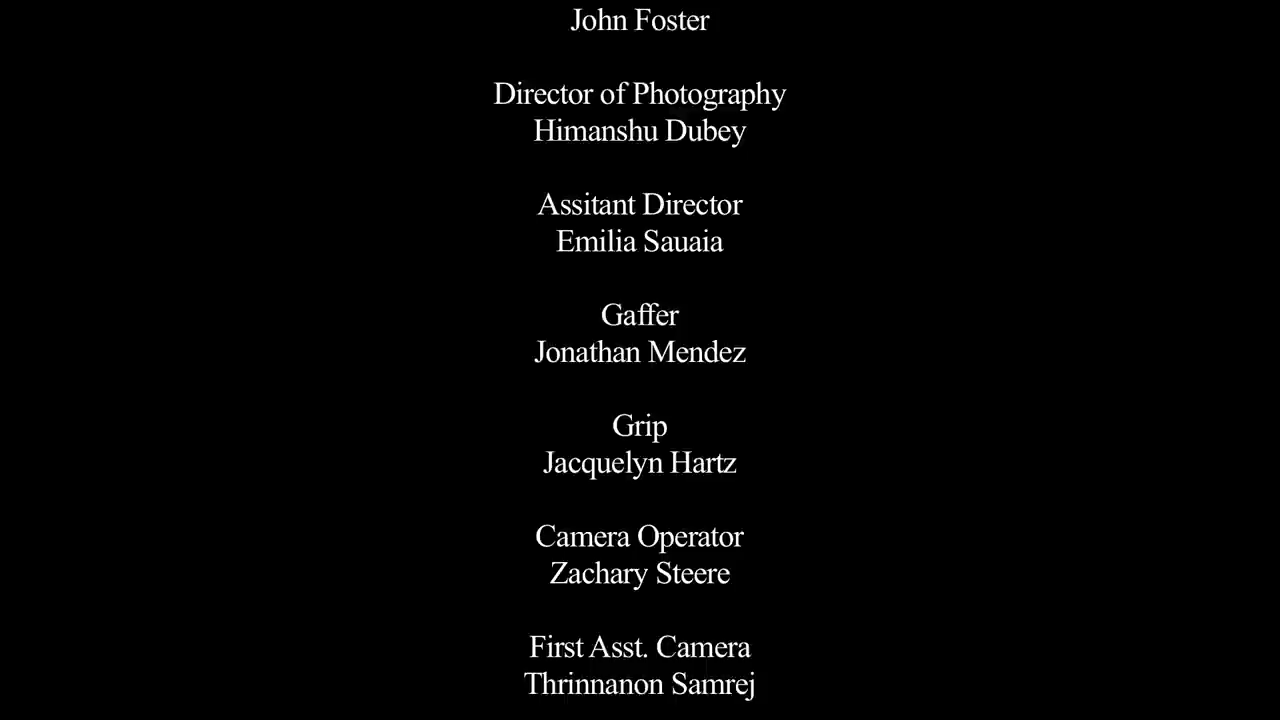 John Foster
Director of Photography
Himanshu Dubey
Assitant Director
Emilia Sauaia
Gaffer
Jonathan Mendez
Grip
Jacquelyn Hartz
Camera Operator
Zachary Steere
First Asst. Camera
Thrinnanon Samrej